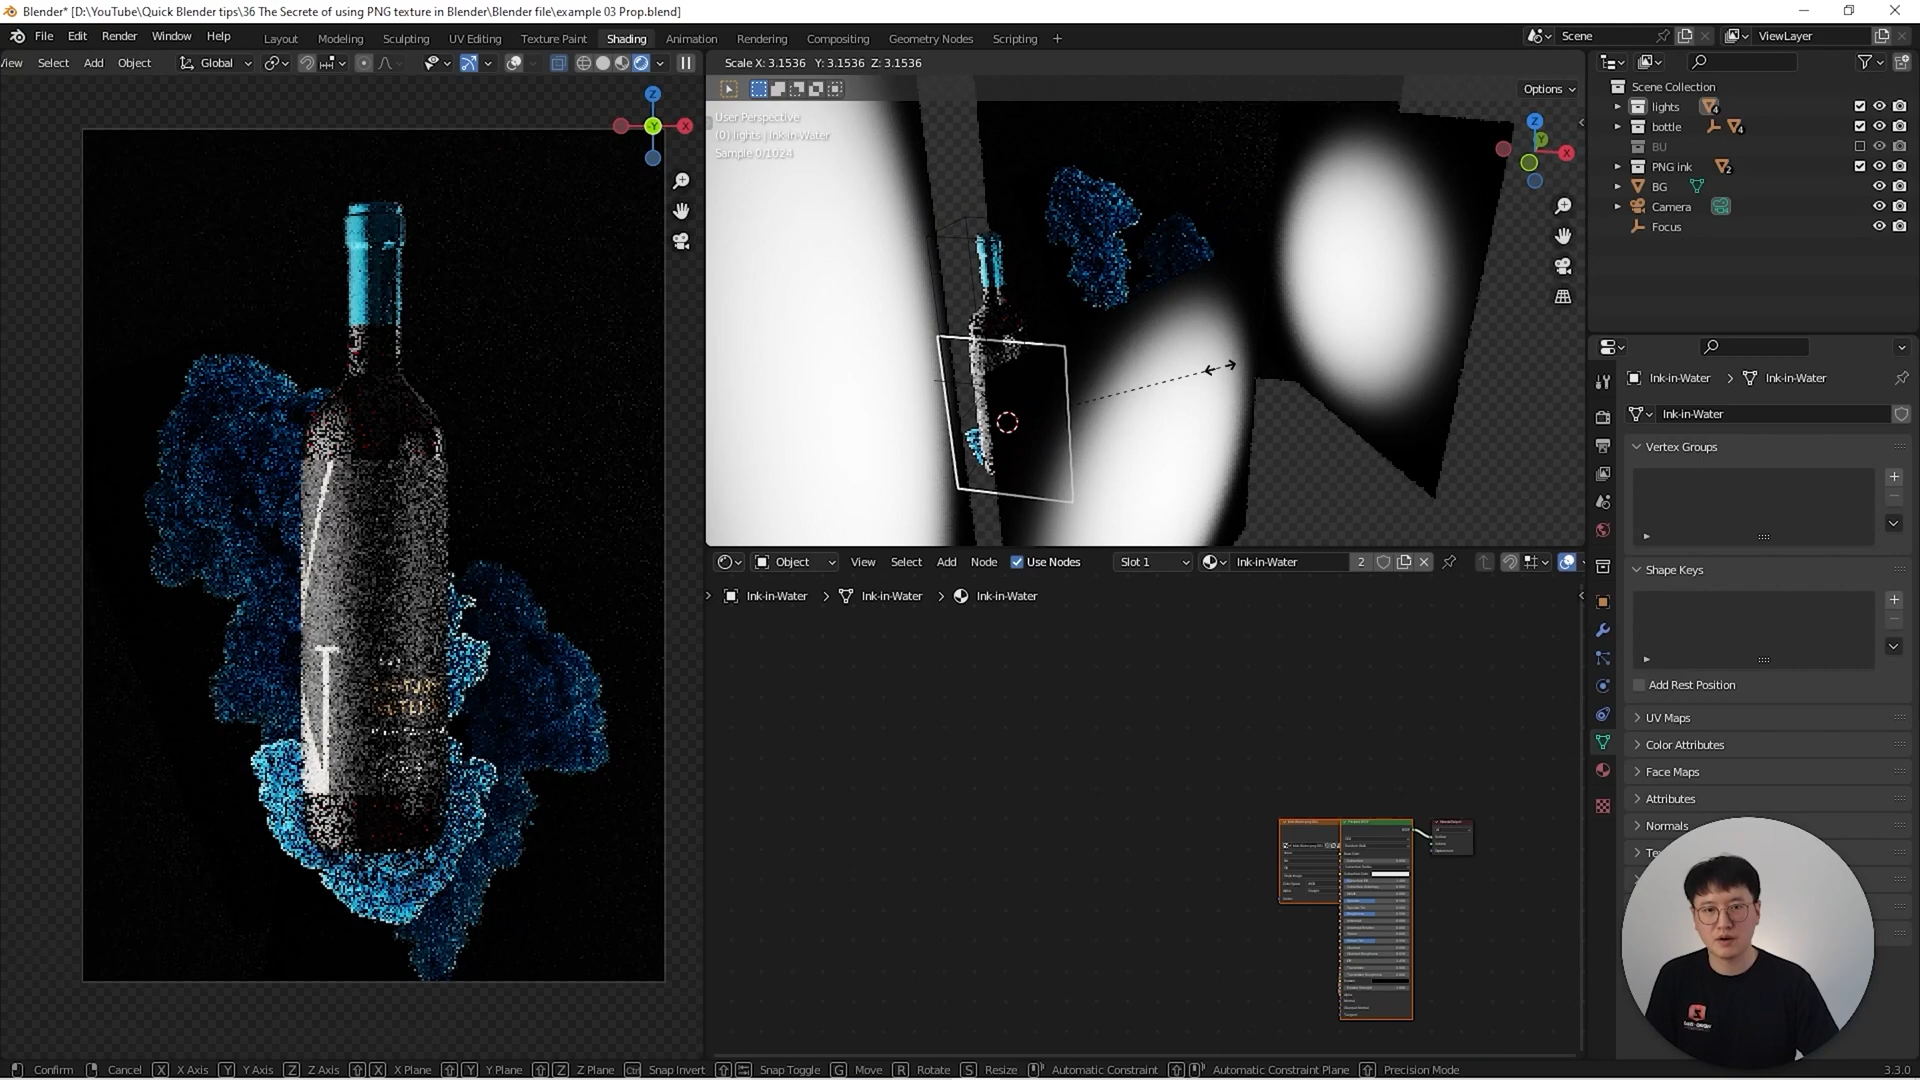 Blender* [D:\YouTube\Quick Blender tips\36 The Secrete of using PNG texture in Blender\Blender file\example 03 Prop.blend]
File Edit Render Window Help
Layout Modeling Sculpting UV Editing Texture Paint Shading Animation Rendering Compositing Geometry Nodes Scripting +
Scene
ViewLayer
View Select Add Object
Global
Scale X: 3.1536 Y: 3.1536 Z: 3.1536
Options
User Perspective
(0) lights | Ink-in-Water
Sample 0/1024
Z
Y
X
Z
Y
X
Scene Collection
lights
4
bottle
4
BU
PNG ink
2
BG
Camera
Focus
Ink-in-Water > Ink-in-Water
Ink-in-Water
Vertex Groups
Shape Keys
Add Rest Position
UV Maps
Color Attributes
Face Maps
Attributes
Normals
Object View Select Add Node Use Nodes Slot 1 Ink-in-Water 2
Ink-in-Water > Ink-in-Water > Ink-in-Water
Confirm Cancel X X Axis Y Y Axis Z Z Axis X X Plane Y Y Plane Z Z Plane Ctrl Snap Invert Snap Toggle G Move R Rotate S Resize Automatic Constraint Automatic Constraint Plane Precision Mode
3.3.0